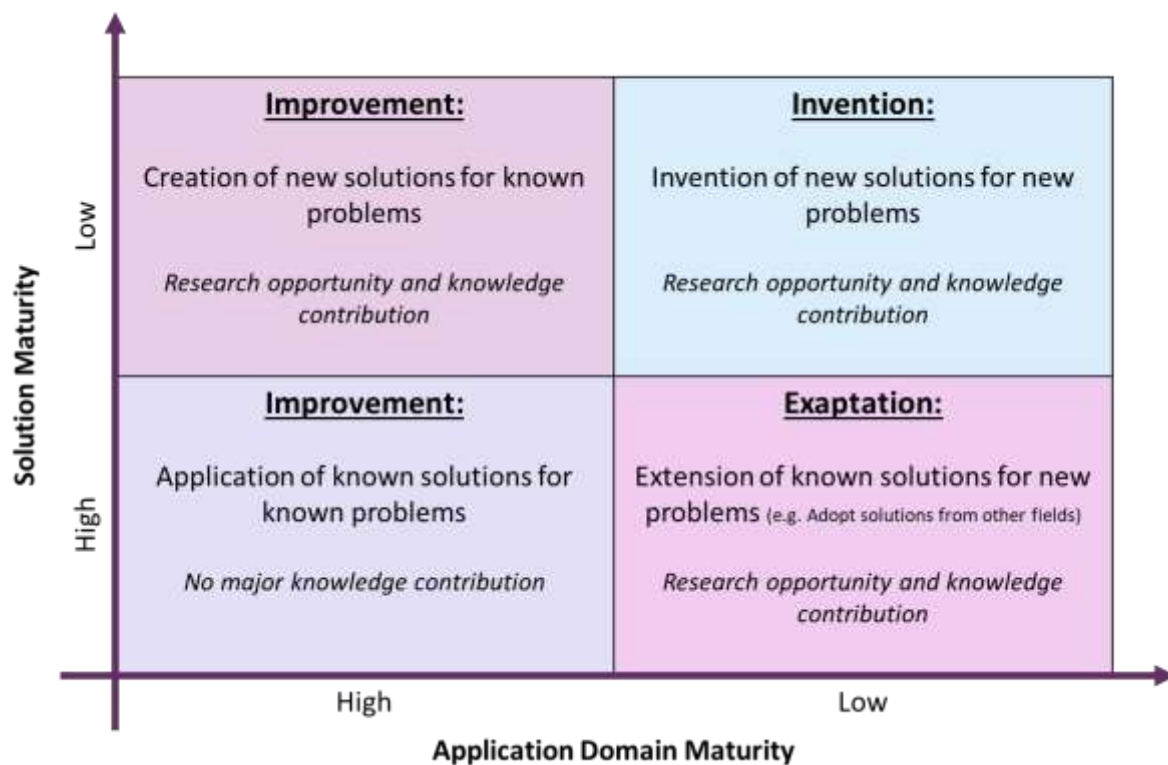 Improvement:
Creation of new solutions for known
problems
Research opportunity and knowledge
contribution
Invention:
Invention of new solutions for new
problems
Research opportunity and knowledge
contribution
Improvement:
Application of known solutions for
known problems
No major knowledge contribution
Exaptation:
Extension of known solutions for new
problems (e.g. Adopt solutions from other fields)
Research opportunity and knowledge
contribution
Solution Maturity
Low
High
High
Low
Application Domain Maturity